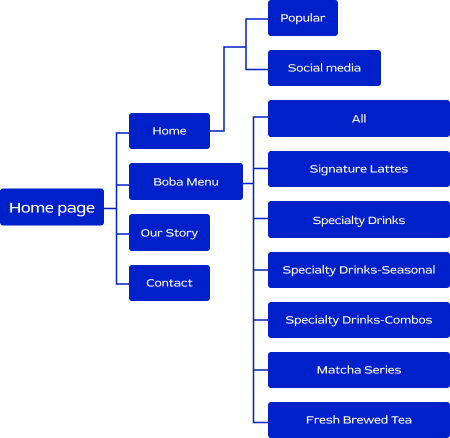 Popular
Social media
Home
All
Boba Menu
Signature Lattes
Home page
Specialty Drinks
Our Story
Specialty Drinks-Seasonal
Contact
Specialty Drinks-Combos
Matcha Series
Fresh Brewed Tea